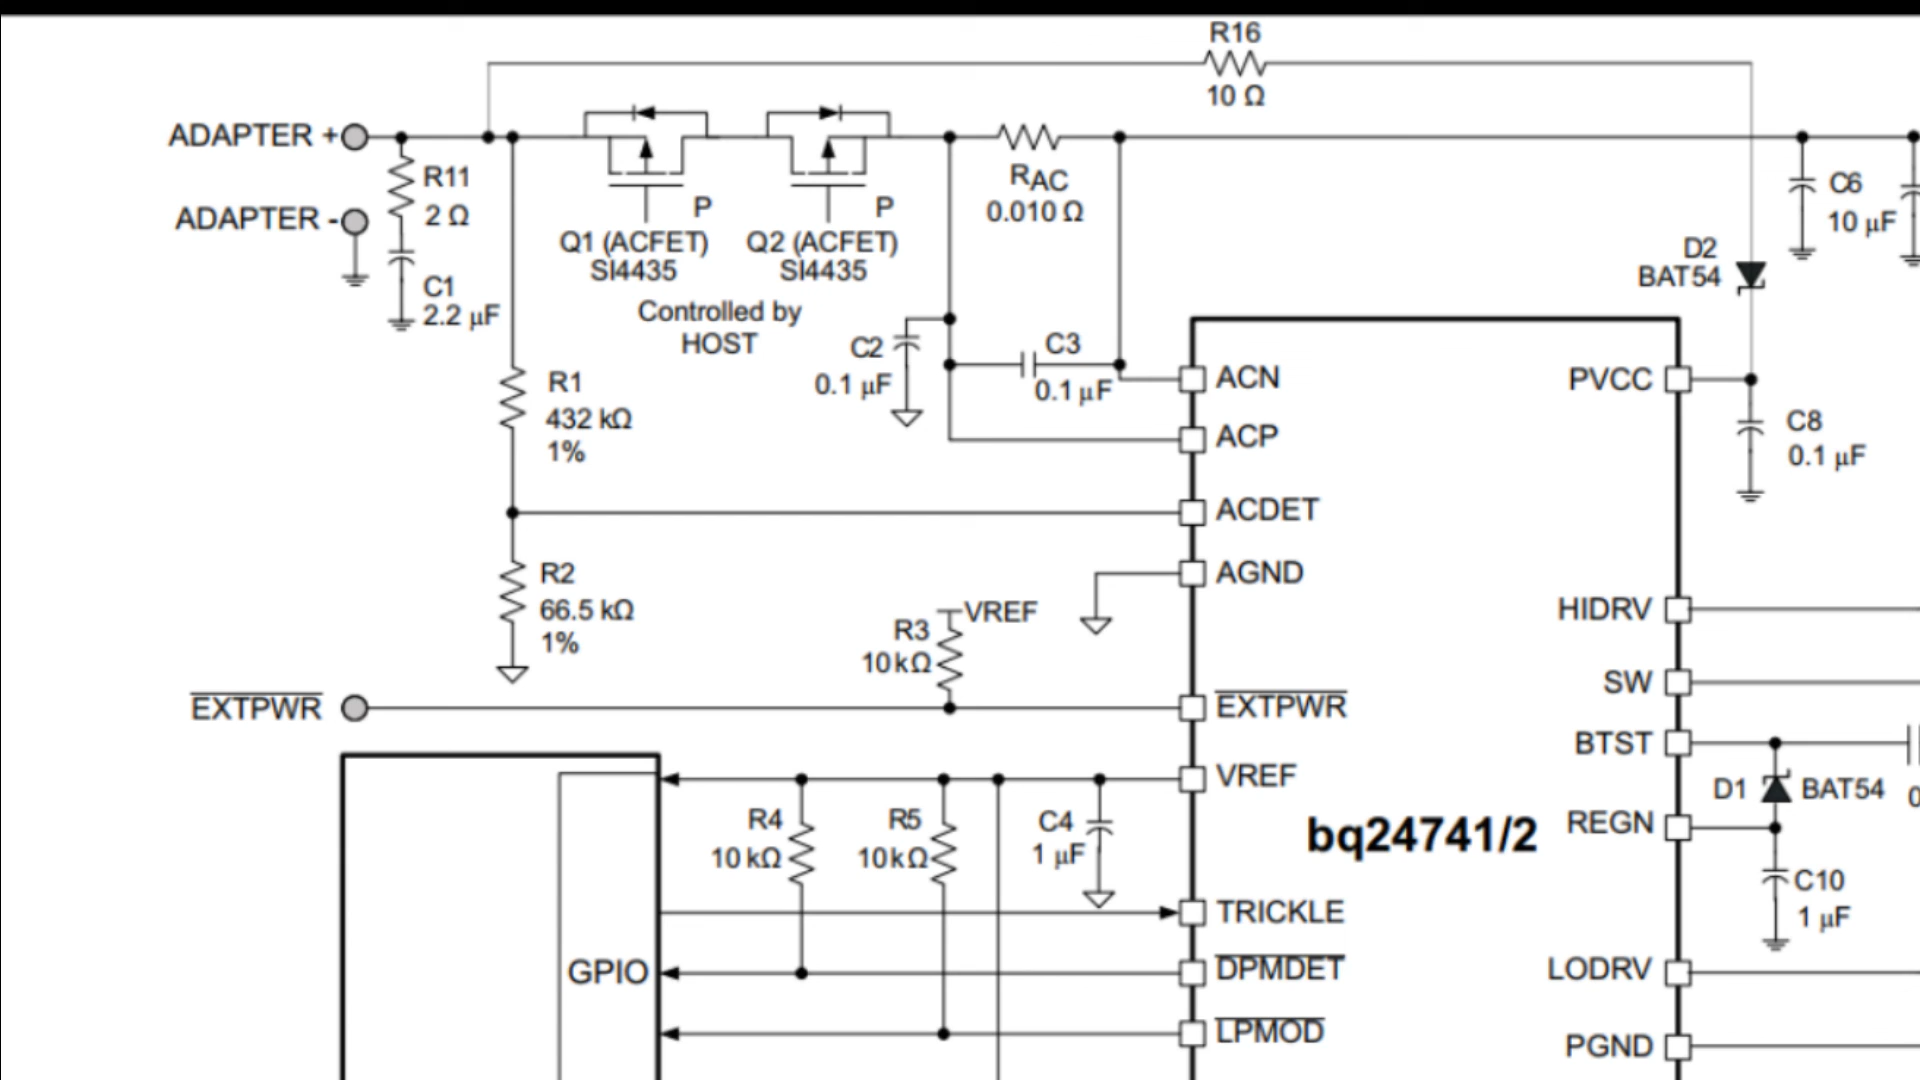 R16
10 Ω
ADAPTER +
R11
2 Ω
ADAPTER -
C1
2.2 µF
P
Q1 (ACFET)
SI4435
P
Q2 (ACFET)
SI4435
Controlled by
HOST
RAC
0.010 Ω
C6
10 µF
D2
BAT54
C2
0.1 µF
C3
0.1 µF
R1
432 kΩ
1%
ACN
ACP
PVCC
C8
0.1 µF
ACDET
AGND
R2
66.5 kΩ
1%
VREF
R3
10 kΩ
HIDRV
SW
EXTPWR
EXTPWR
BTST
VREF
D1
BAT54
0
R4
10 kΩ
R5
10 kΩ
C4
1 µF
bq24741/2
REGN
C10
1 µF
TRICKLE
GPIO
DPMDET
LODRV
LPMOD
PGND